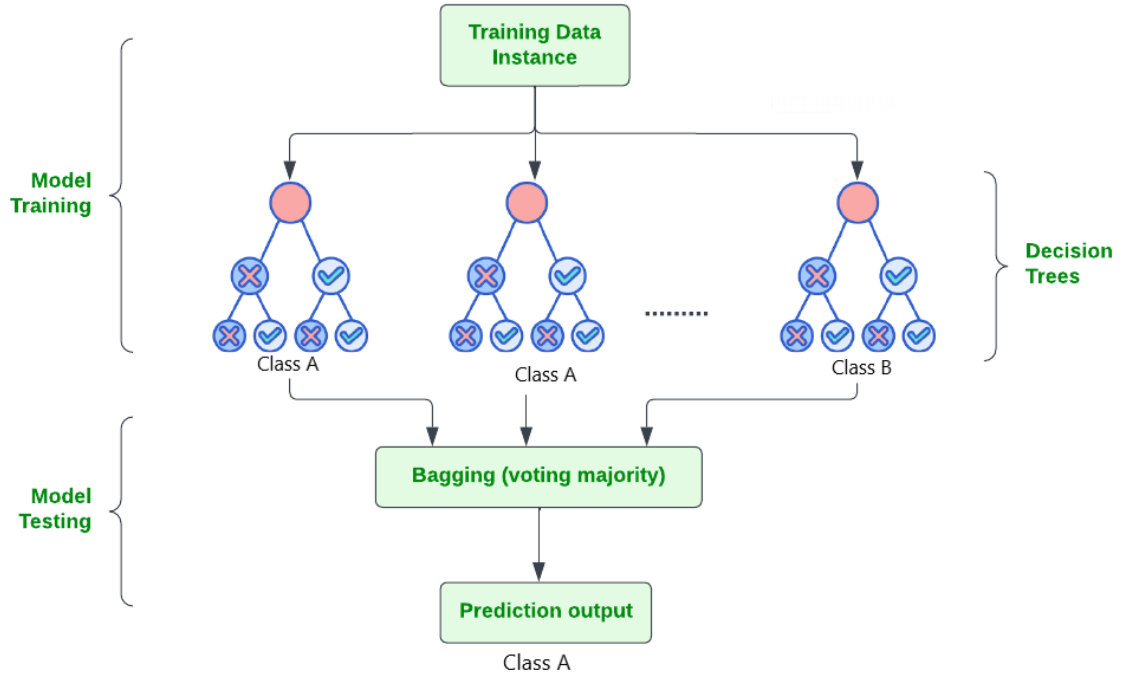 Training Data
Instance
Model
Training
Decision
Trees
Class A
Class A
Class B
Bagging (voting majority)
Model
Testing
Prediction output
Class A